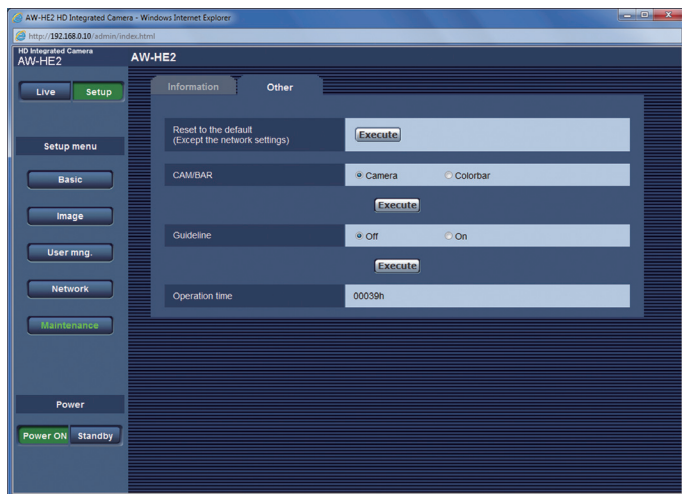 AW-HE2 HD Integrated Camera - Windows Internet Explorer
http://192.168.0.10/admin/index.html
HD Integrated Camera
AW-HE2
AW-HE2
Live Setup
Information Other
Reset to the default
(Except the network settings)
Execute
Setup menu
CAM/BAR Camera Colorbar
Basic
Execute
Image
Guideline Off On
User mng.
Execute
Network
Operation time 00039h
Maintenance
Power
Power ON Standby